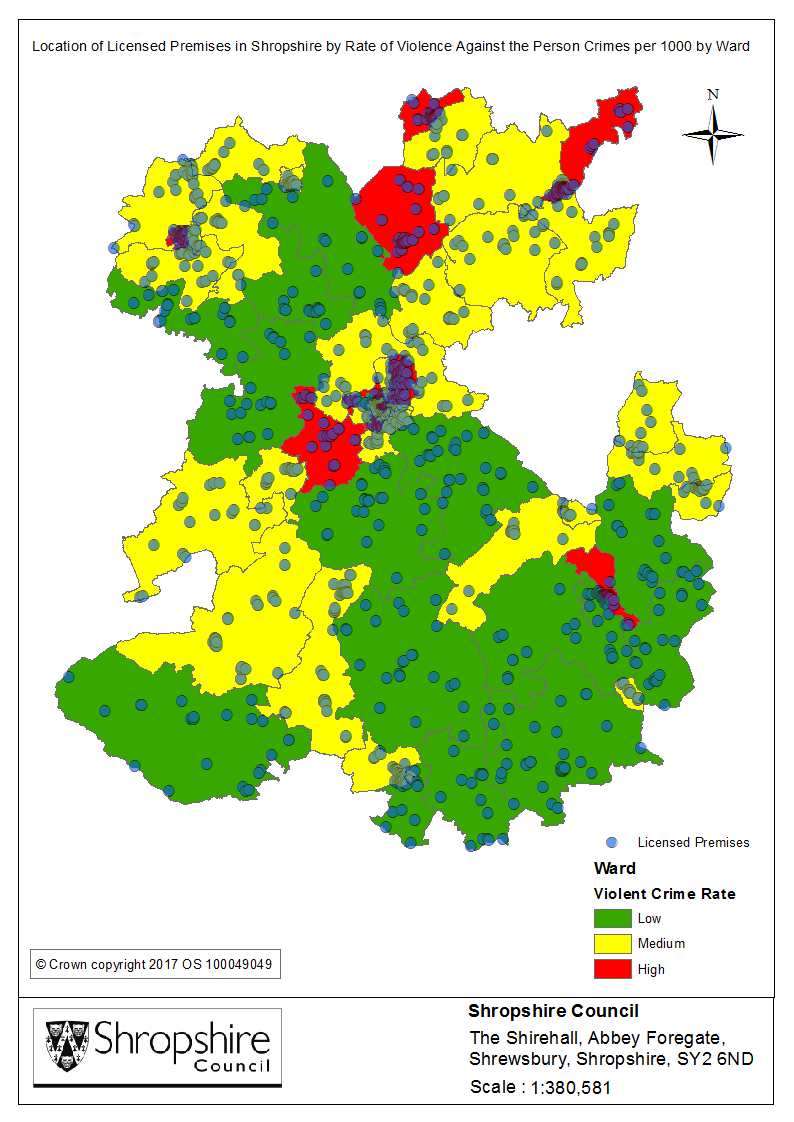 Location of Licensed Premises in Shropshire by Rate of Violence Against the Person Crimes per 1000 by Ward
N
Licensed Premises
Ward
Violent Crime Rate
Low
Medium
High
© Crown copyright 2017 OS 100049049
Shropshire
Council
Shropshire Council
The Shirehall, Abbey Foregate,
Shrewsbury, Shropshire, SY2 6ND
Scale : 1:380,581